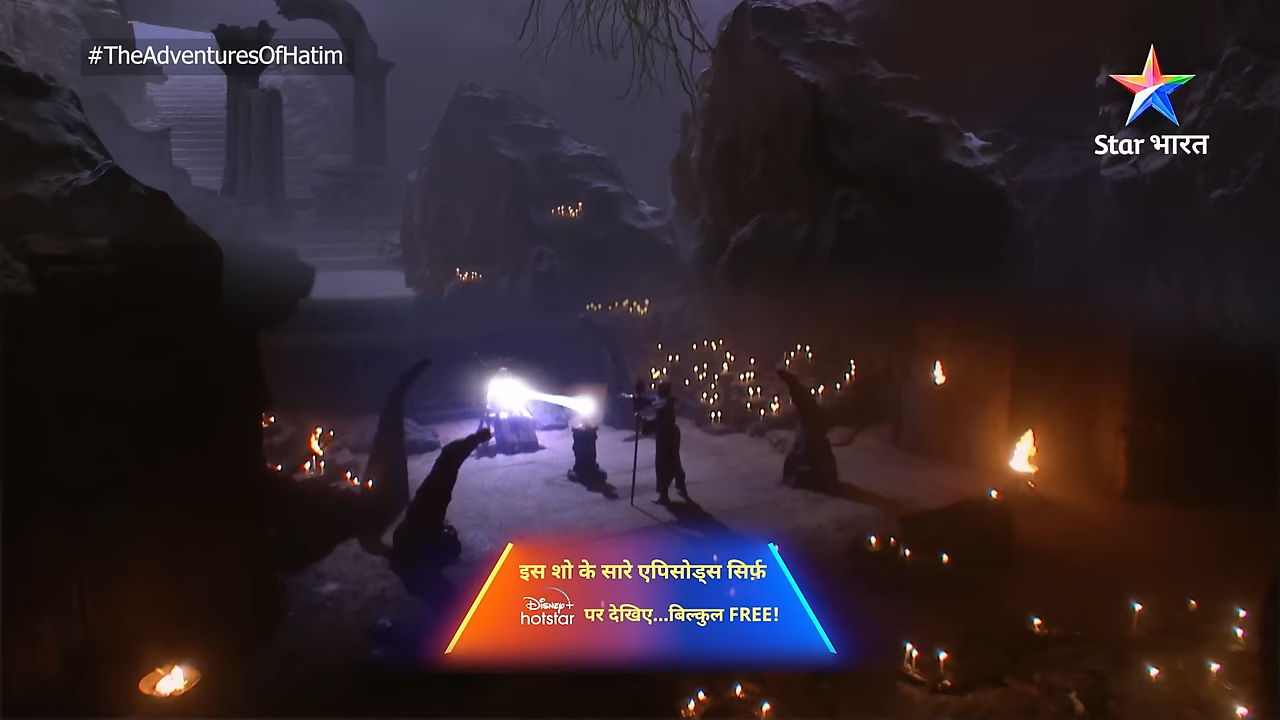 #TheAdventuresOfHatim
Star भारत
इस शो के सारे एपिसोड्स सिर्फ़
Disney+ hotstar पर देखिए...बिल्कुल FREE!